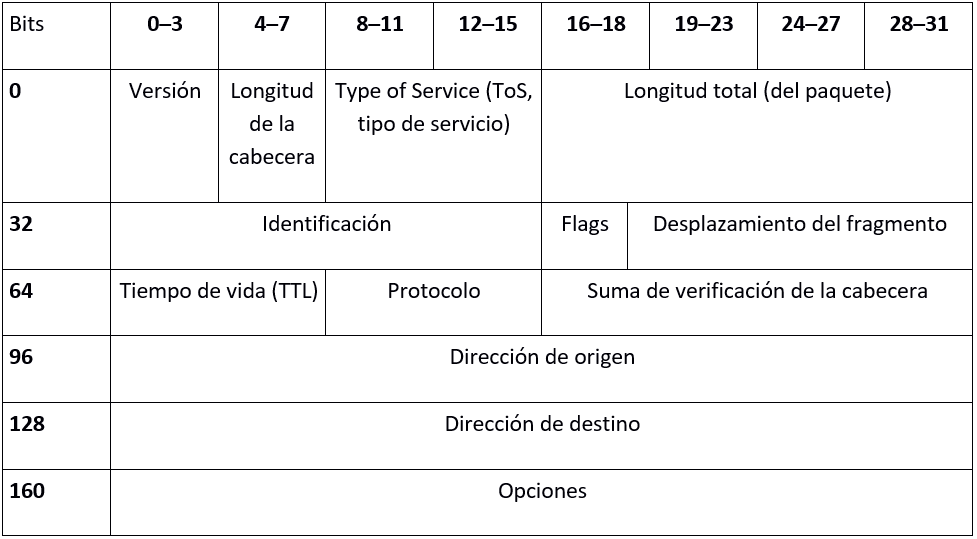 Bits 0–3 4–7 8–11 12–15 16–18 19–23 24–27 28–31
0 Versión Longitud de la cabecera Type of Service (ToS, tipo de servicio) Longitud total (del paquete)
32 Identificación Flags Desplazamiento del fragmento
64 Tiempo de vida (TTL) Protocolo Suma de verificación de la cabecera
96 Dirección de origen
128 Dirección de destino
160 Opciones